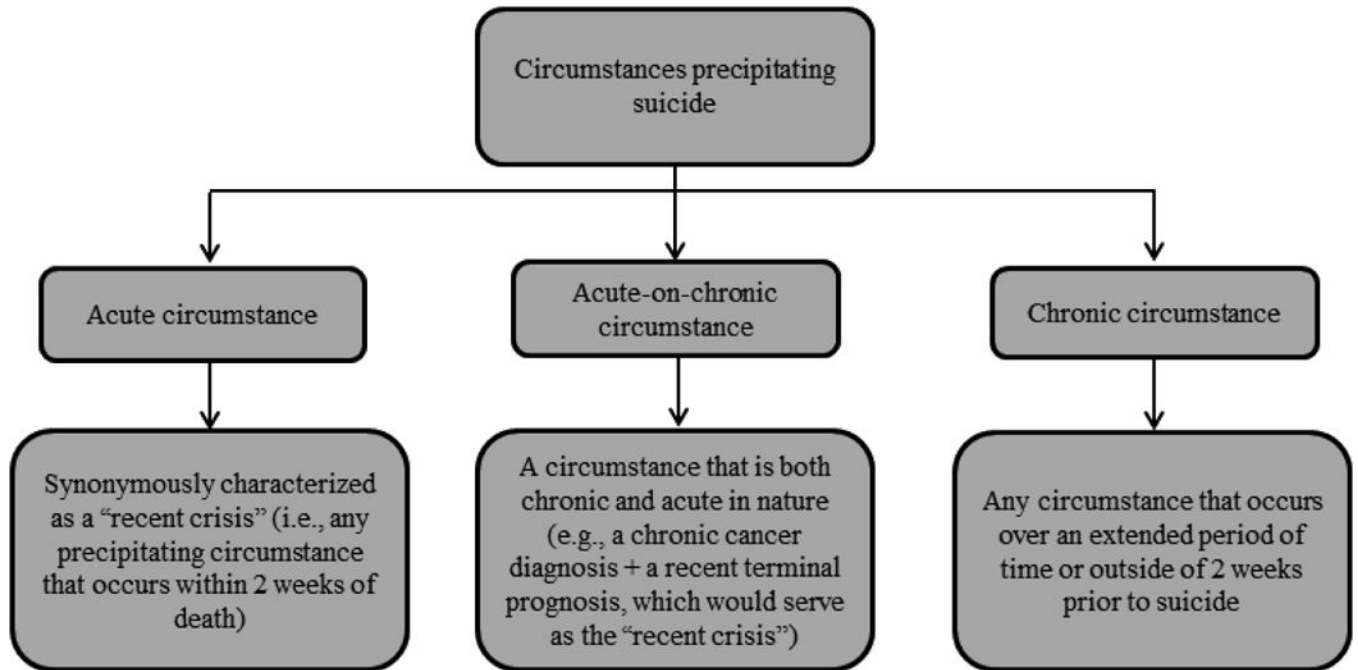 Circumstances precipitating
suicide
Acute circumstance
Acute-on-chronic
circumstance
Chronic circumstance
Synonymously characterized
as a “recent crisis” (i.e., any
precipitating circumstance
that occurs within 2 weeks of
death)
A circumstance that is both
chronic and acute in nature
(e.g., a chronic cancer
diagnosis + a recent terminal
prognosis, which would serve
as the “recent crisis”)
Any circumstance that occurs
over an extended period of
time or outside of 2 weeks
prior to suicide